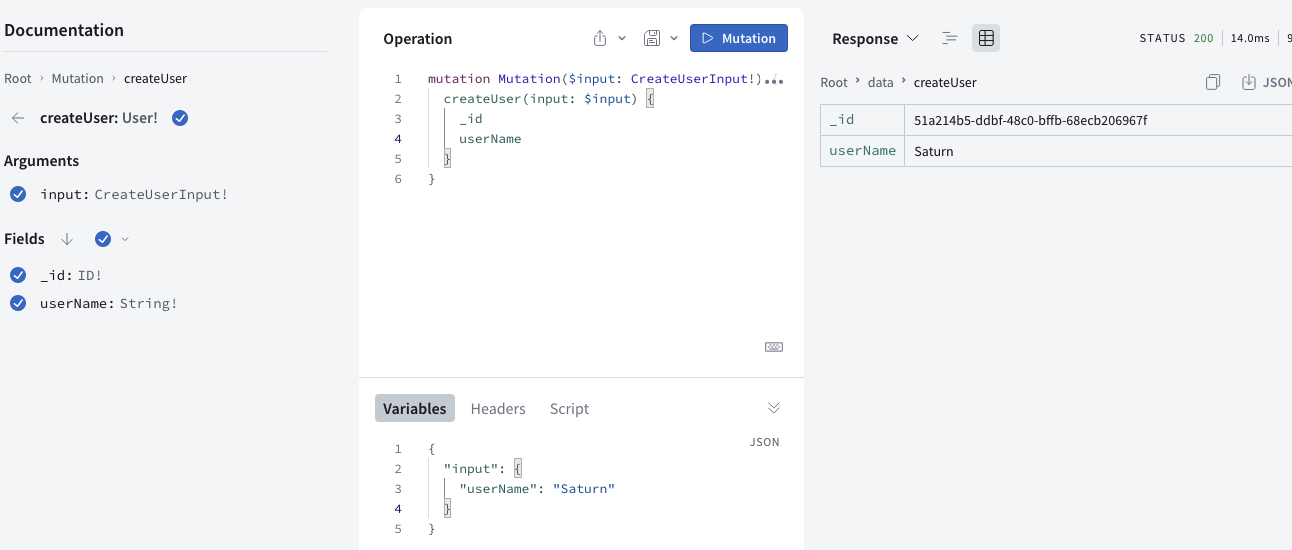 Documentation
Root › Mutation › createUser
← createUser: User!
Arguments
input: CreateUserInput!
Fields
_id: ID!
userName: String!
Operation
Mutation
1 mutation Mutation($input: CreateUserInput!)...
2 createUser(input: $input) {
3 _id
4 userName
5 }
6 }
Variables Headers Script
JSON
1 {
2 "input": {
3 "userName": "Saturn"
4 }
5 }
Response
STATUS 200 14.0ms 9
Root › data › createUser
JSON
_id 51a214b5-ddbf-48c0-bffb-68ecb206967f
userName Saturn